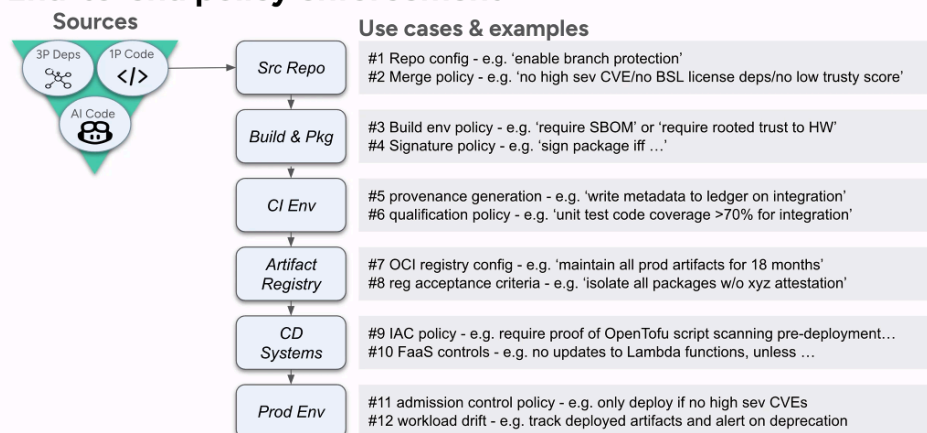 Sources
Use cases & examples
3P Deps
1P Code
</>
AI Code
Src Repo
#1 Repo config - e.g. ‘enable branch protection’
#2 Merge policy - e.g. ‘no high sev CVE/no BSL license deps/no low trusty score’
Build & Pkg
#3 Build env policy - e.g. ‘require SBOM’ or ‘require rooted trust to HW’
#4 Signature policy - e.g. ‘sign package iff …’
CI Env
#5 provenance generation - e.g. ‘write metadata to ledger on integration’
#6 qualification policy - e.g. ‘unit test code coverage >70% for integration’
Artifact
Registry
#7 OCI registry config - e.g. ‘maintain all prod artifacts for 18 months’
#8 reg acceptance criteria - e.g. ‘isolate all packages w/o xyz attestation’
CD
Systems
#9 IAC policy - e.g. require proof of OpenTofu script scanning pre-deployment…
#10 FaaS controls - e.g. no updates to Lambda functions, unless …
Prod Env
#11 admission control policy - e.g. only deploy if no high sev CVEs
#12 workload drift - e.g. track deployed artifacts and alert on deprecation